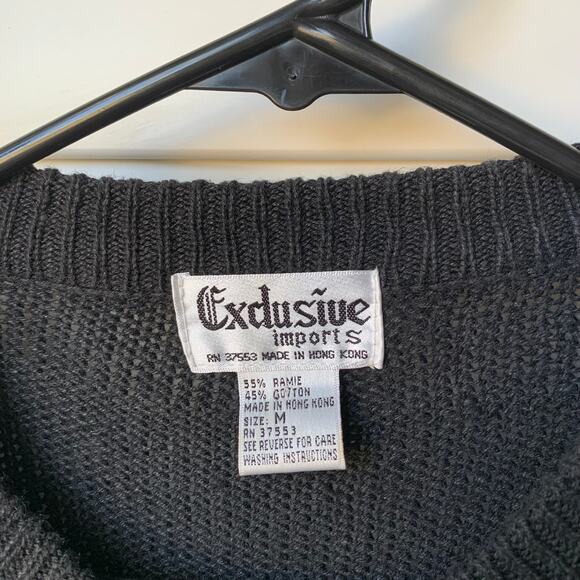 Exclusive
imports
RN 37553 MADE IN HONG KONG
55% RAMIE
45% COTTON
MADE IN HONG KONG
SIZE: M
RN 37553
SEE REVERSE FOR CARE
WASHING INSTRUCTIONS